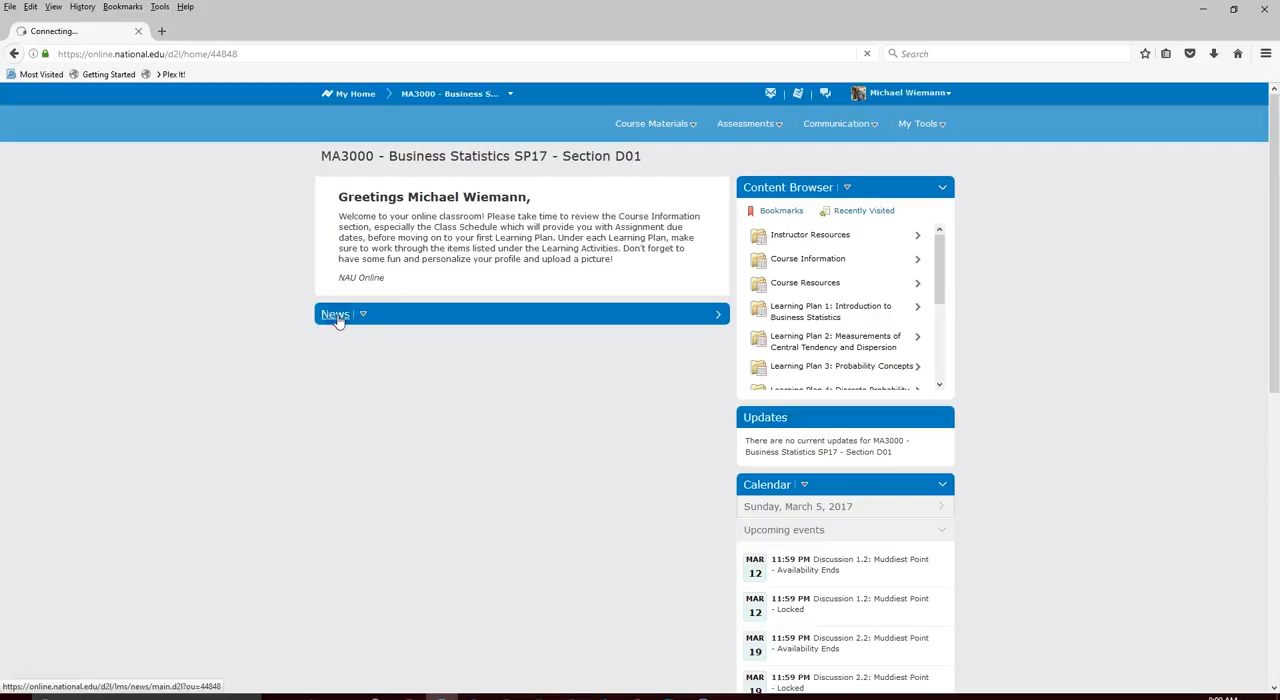 File Edit View History Bookmarks Tools Help
Connecting...
https://online.national.edu/d2l/home/44848
Search
Most Visited Getting Started Plex It!
My Home MA3000 - Business S... Michael Wiemann
Course Materials Assessments Communication My Tools
MA3000 - Business Statistics SP17 - Section D01
Greetings Michael Wiemann,
Welcome to your online classroom! Please take time to review the Course Information
section, especially the Class Schedule which will provide you with Assignment due
dates, before moving on to your first Learning Plan. Under each Learning Plan, make
sure to work through the items listed under the Learning Activities. Don't forget to
have some fun and personalize your profile and upload a picture!
NAU Online
News
Content Browser
Bookmarks Recently Visited
Instructor Resources
Course Information
Course Resources
Learning Plan 1: Introduction to
Business Statistics
Learning Plan 2: Measurements of
Central Tendency and Dispersion
Learning Plan 3: Probability Concepts
Learning Plan 4: Discrete Probability
Updates
There are no current updates for MA3000 -
Business Statistics SP17 - Section D01
Calendar
Sunday, March 5, 2017
Upcoming events
MAR 12 11:59 PM Discussion 1.2: Muddiest Point
- Availability Ends
MAR 12 11:59 PM Discussion 1.2: Muddiest Point
- Locked
MAR 19 11:59 PM Discussion 2.2: Muddiest Point
- Availability Ends
MAR 19 11:59 PM Discussion 2.2: Muddiest Point
- Locked
https://online.national.edu/d2l/lms/news/main.d2l?ou=44848